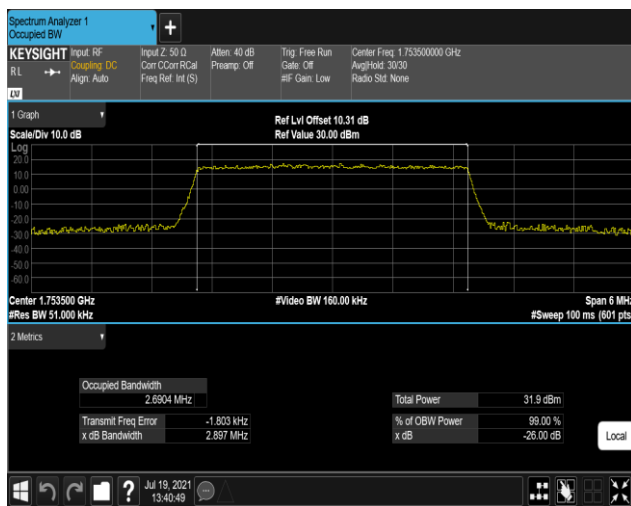 Spectrum Analyzer 1
Occupied BW
KEYSIGHT Input: RF Input Z: 50 Ω Atten: 40 dB Trig: Free Run Center Freq: 1.753500000 GHz
RL Coupling: DC Corr CCorr RCal Preamp: Off Gate: Off Avg|Hold: 30/30
Align: Auto Freq Ref: Int (S) #IF Gain: Low Radio Std: None
LXI
1 Graph
Ref Lvl Offset 10.31 dB
Scale/Div 10.0 dB Ref Value 30.00 dBm
Log
20.0
10.0
0.00
-10.0
-20.0
-30.0
-40.0
-50.0
-60.0
Center 1.753500 GHz #Video BW 160.00 kHz Span 6 MHz
#Res BW 51.000 kHz #Sweep 100 ms (601 pts
2 Metrics
Occupied Bandwidth
2.6904 MHz Total Power 31.9 dBm
Transmit Freq Error -1.803 kHz % of OBW Power 99.00 %
x dB Bandwidth 2.897 MHz x dB -26.00 dB
Local
? Jul 19, 2021
13:40:49